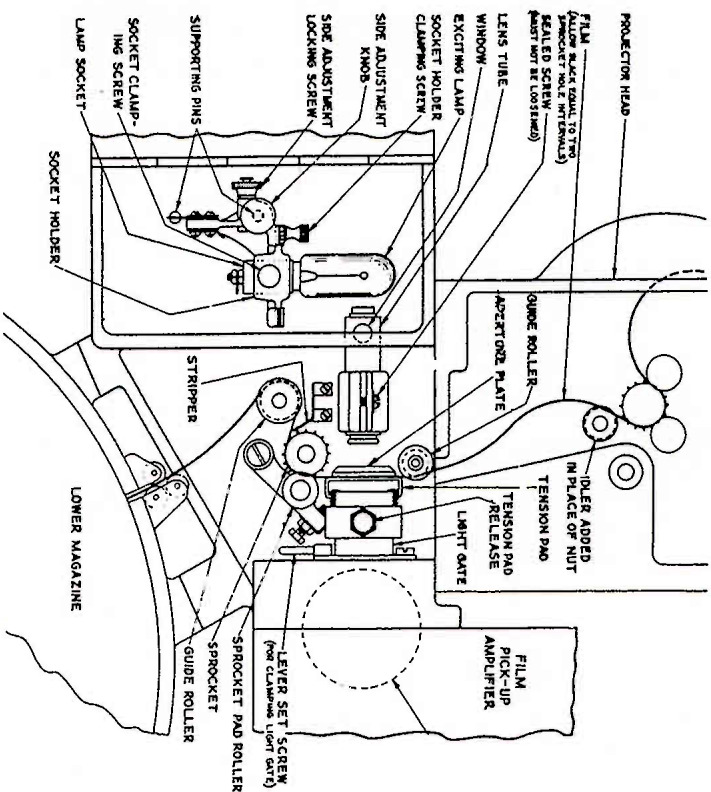 PROJECTOR HEAD
FILM
(ALLOW SLACK EQUAL TO TWO
SPROCKET HOLE INTERVALS)
SEALED SCREW
(MUST NOT BE LOOSENED)
LENS TUBE
WINDOW
EXCITING LAMP
SOCKET HOLDER
CLAMPING SCREW
SIDE ADJUSTMENT
KNOB
SIDE ADJUSTMENT
LOCKING SCREW
SUPPORTING PINS
SOCKET CLAMP-
ING SCREW
LAMP SOCKET
SOCKET HOLDER
GUIDE ROLLER
APERTURE PLATE
STRIPPER
IDLER ADDED
IN PLACE OF NUT
TENSION PAD
TENSION PAD
RELEASE
LIGHT GATE
FILM
PICK-UP
AMPLIFIER
LEVER SET SCREW
(FOR CLAMPING LIGHT GATE)
SPROCKET PAD ROLLER
SPROCKET
GUIDE ROLLER
LOWER MAGAZINE